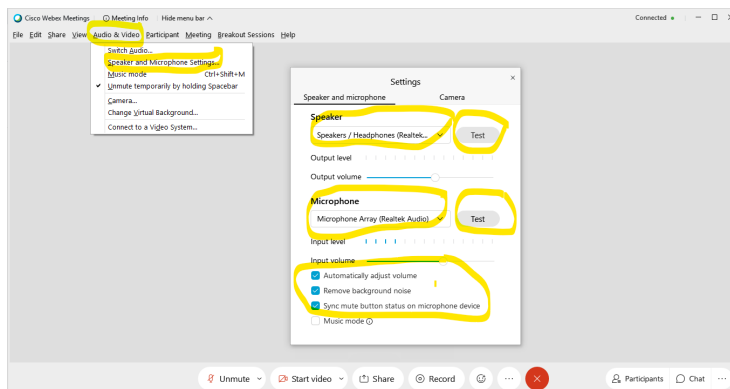 Cisco Webex Meetings Meeting Info Hide menu bar Connected
File Edit Share View Audio & Video Participant Meeting Breakout Sessions Help
Switch Audio...
Speaker and Microphone Settings...
Music mode Ctrl+Shift+M
Unmute temporarily by holding Spacebar
Camera...
Change Virtual Background...
Connect to a Video System...
Settings
Speaker and microphone Camera
Speaker
Speakers / Headphones (Realtek... Test
Output level
Output volume
Microphone
Microphone Array (Realtek Audio) Test
Input level
Input volume
Automatically adjust volume
Remove background noise
Sync mute button status on microphone device
Music mode
Unmute Start video Share Record Participants Chat